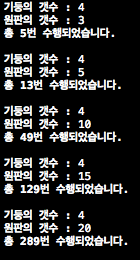 기둥의 갯수 : 4
원판의 갯수 : 3
총 5번 수행되었습니다.
기둥의 갯수 : 4
원판의 갯수 : 5
총 13번 수행되었습니다.
기둥의 갯수 : 4
원판의 갯수 : 10
총 49번 수행되었습니다.
기둥의 갯수 : 4
원판의 갯수 : 15
총 129번 수행되었습니다.
기둥의 갯수 : 4
원판의 갯수 : 20
총 289번 수행되었습니다.